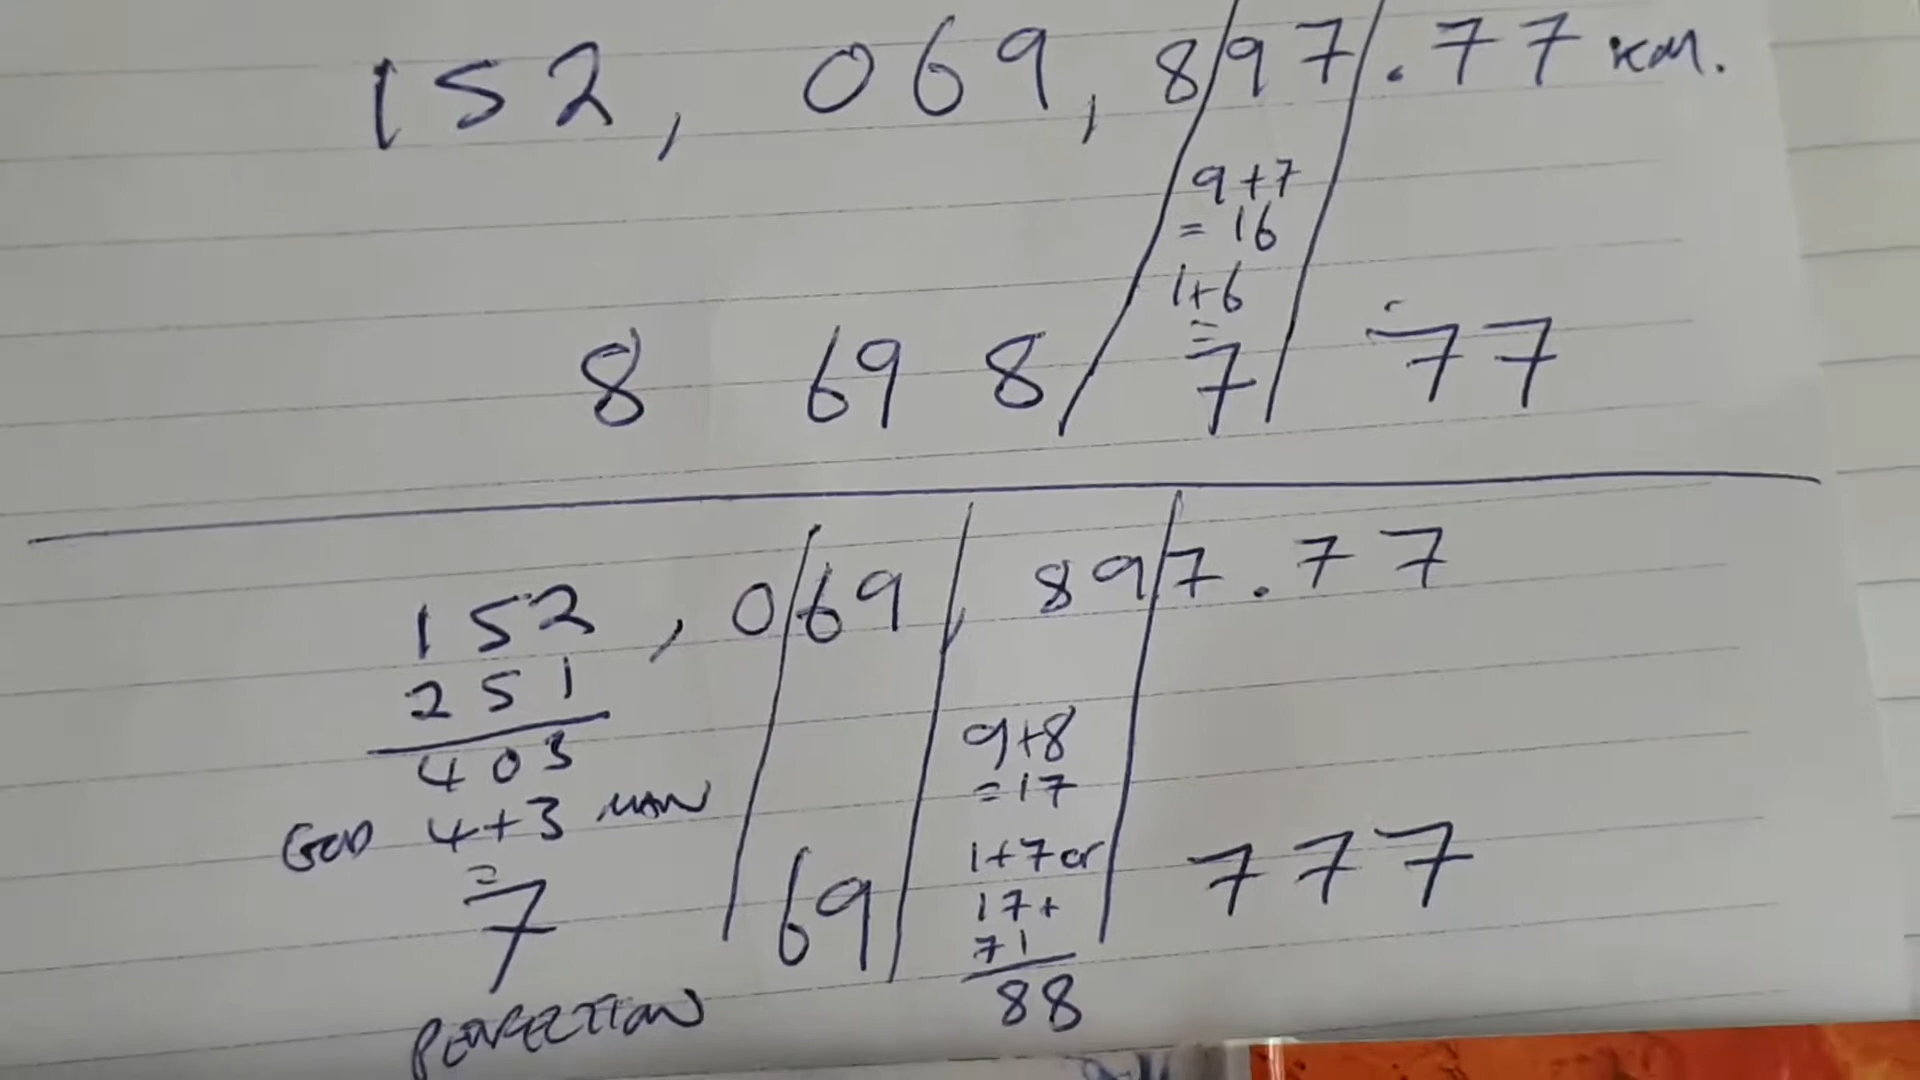 152, 069, 897.77 KM.
9+7
= 16
1+6
=
8 69 8 7 77
152, 069, 897.77
251
403
GOD 4+3 MAN
=
7
9+8
=17
1+7 or
17+
71
88
69
777
PERFECTION